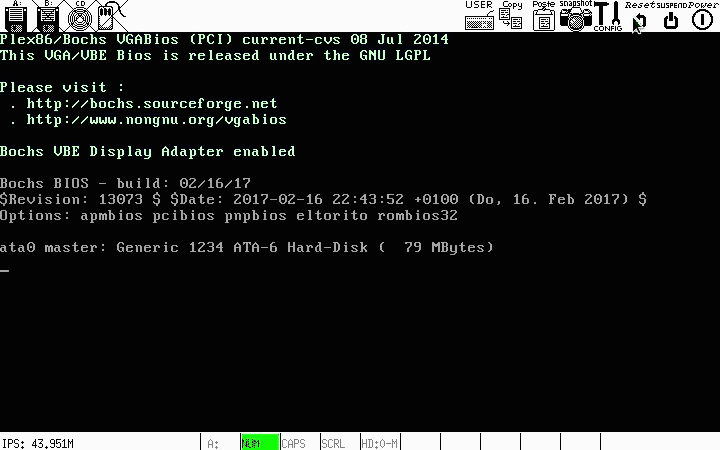 A: B: CD USER Copy Paste snapshot CONFIG Reset SUSPEND Power
Plex86/Bochs VGABios (PCI) current-cvs 08 Jul 2014
This VGA/VBE Bios is released under the GNU LGPL
Please visit :
. http://bochs.sourceforge.net
. http://www.nongnu.org/vgabios
Bochs VBE Display Adapter enabled
Bochs BIOS - build: 02/16/17
$Revision: 13073 $ $Date: 2017-02-16 22:43:52 +0100 (Do, 16. Feb 2017) $
Options: apmbios pcibios pnpbios eltorito rombios32
ata0 master: Generic 1234 ATA-6 Hard-Disk (  79 MBytes)
_
IPS: 43.951M A: NUM CAPS SCRL HD:0-M